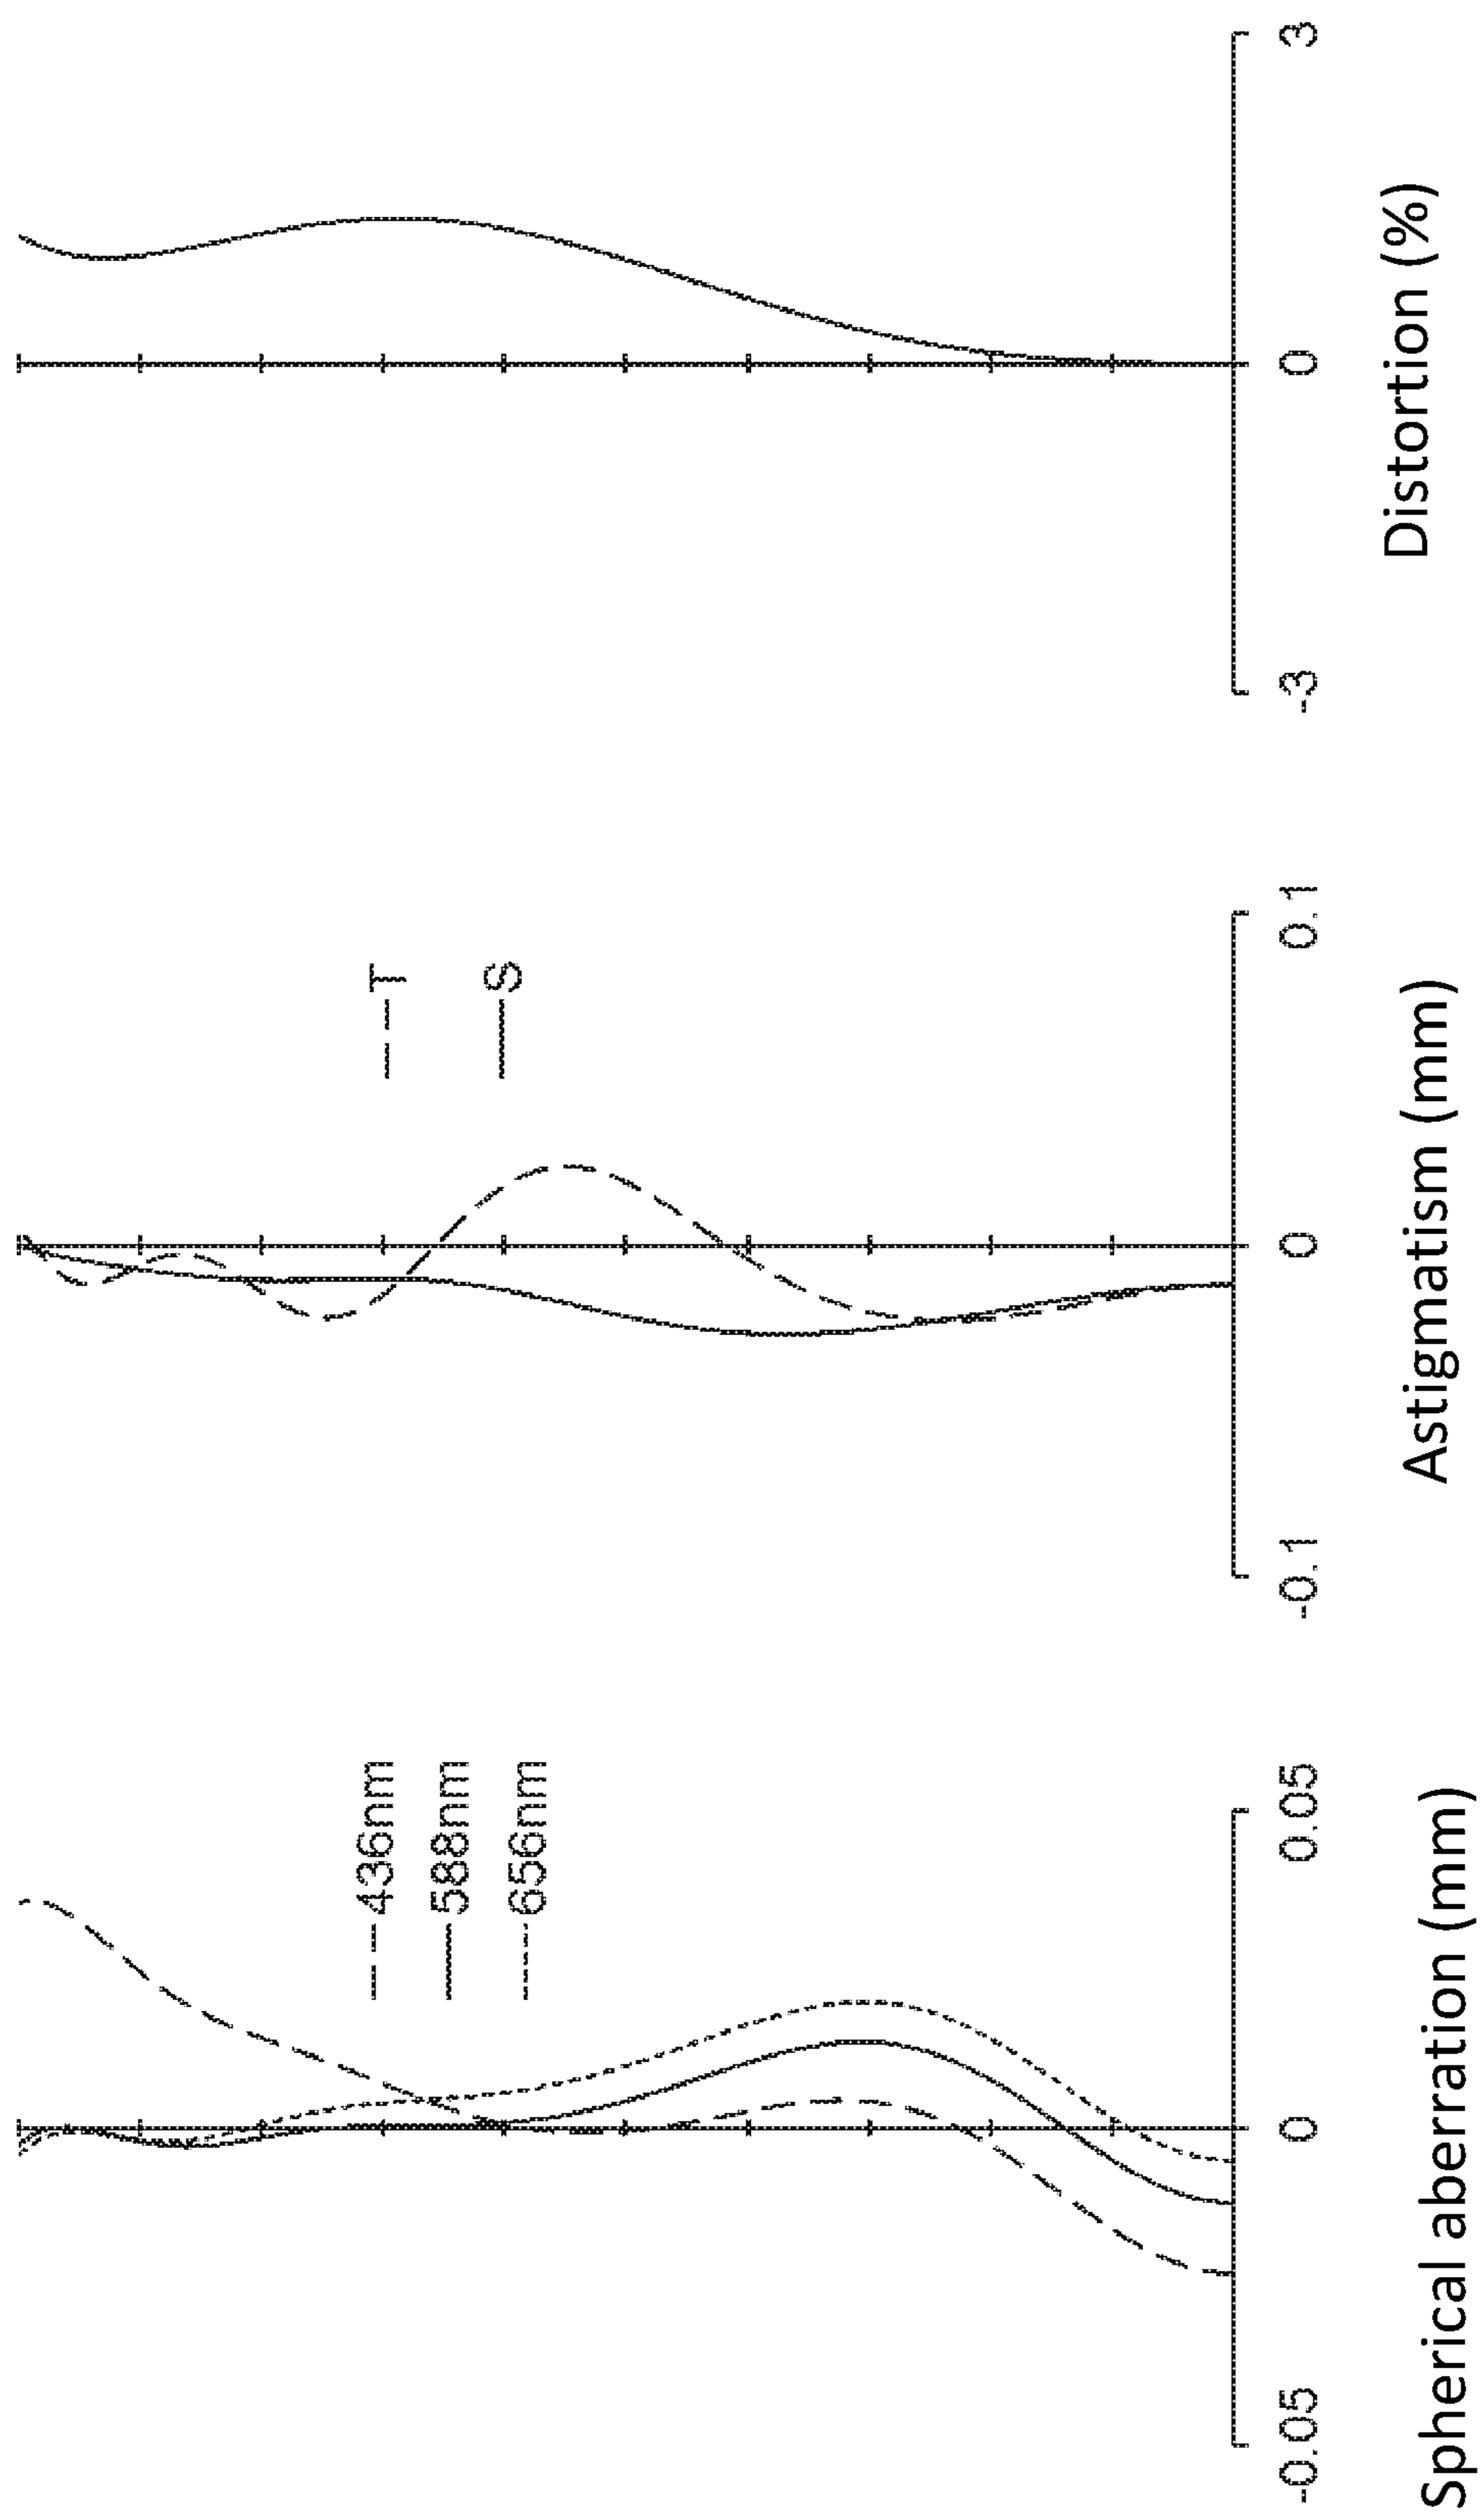 436nm
588nm
656nm
-0.05
0
0.05
Spherical aberration (mm)
T
S
-0.1
0
0.1
Astigmatism (mm)
-3
0
3
Distortion (%)